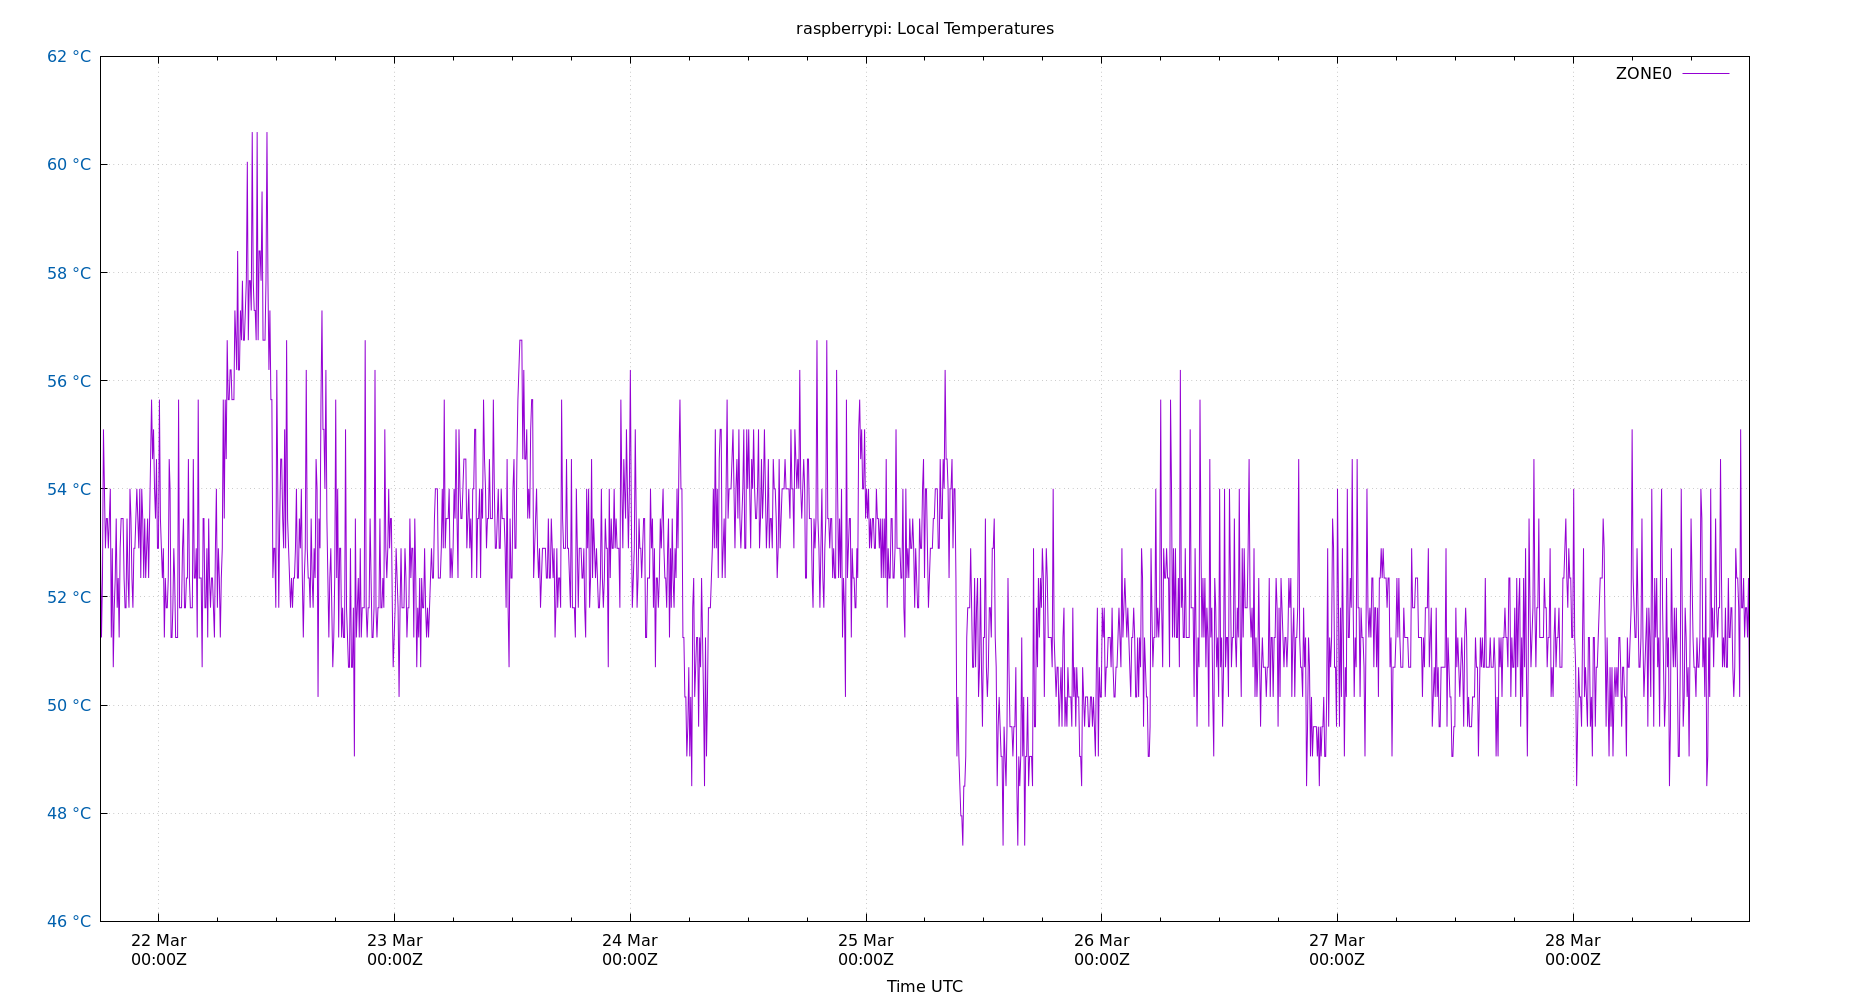 raspberrypi: Local Temperatures
62 °C
ZONE0
60 °C
58 °C
56 °C
54 °C
52 °C
50 °C
48 °C
46 °C
22 Mar 23 Mar 24 Mar 25 Mar 26 Mar 27 Mar 28 Mar
00:00Z 00:00Z 00:00Z 00:00Z 00:00Z 00:00Z 00:00Z
Time UTC